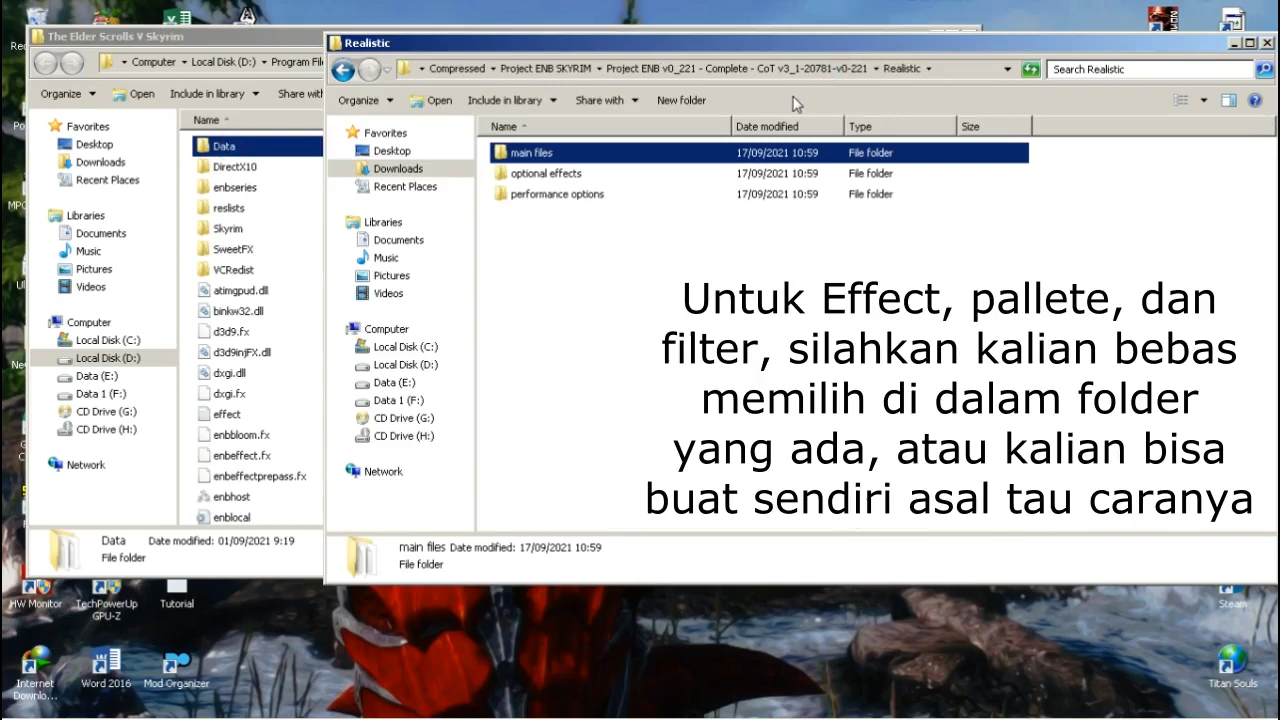 The Elder Scrolls V Skyrim
Computer Local Disk (D:) Program File
Organize Open Include in library Share with
Favorites
Desktop
Downloads
Recent Places
Libraries
Documents
Music
Pictures
Videos
Computer
Local Disk (C:)
Local Disk (D:)
Data (E:)
Data 1 (F:)
CD Drive (G:)
CD Drive (H:)
Network
Name
Data
DirectX10
enbseries
reslists
Skyrim
SweetFX
VCRedist
atimgpud.dll
binkw32.dll
d3d9.fx
d3d9injFX.dll
dxgi.dll
dxgi.fx
effect
enbbloom.fx
enbeffect.fx
enbeffectprepass.fx
enbhost
enblocal
Data Date modified: 01/09/2021 9:19
File folder
Realistic
Compressed Project ENB SKYRIM Project ENB v0_221 - Complete - CoT v3_1-20781-v0-221 Realistic
Search Realistic
Organize Open Include in library Share with New folder
Favorites
Desktop
Downloads
Recent Places
Libraries
Documents
Music
Pictures
Videos
Computer
Local Disk (C:)
Local Disk (D:)
Data (E:)
Data 1 (F:)
CD Drive (G:)
CD Drive (H:)
Network
Name Date modified Type Size
main files 17/09/2021 10:59 File folder
optional effects 17/09/2021 10:59 File folder
performance options 17/09/2021 10:59 File folder
Untuk Effect, pallete, dan
filter, silahkan kalian bebas
memilih di dalam folder
yang ada, atau kalian bisa
buat sendiri asal tau caranya
main files Date modified: 17/09/2021 10:59
File folder
HW Monitor
TechPowerUp
GPU-Z
Tutorial
Steam
Internet
Downlo...
Word 2016
Mod Organizer
Titan Souls